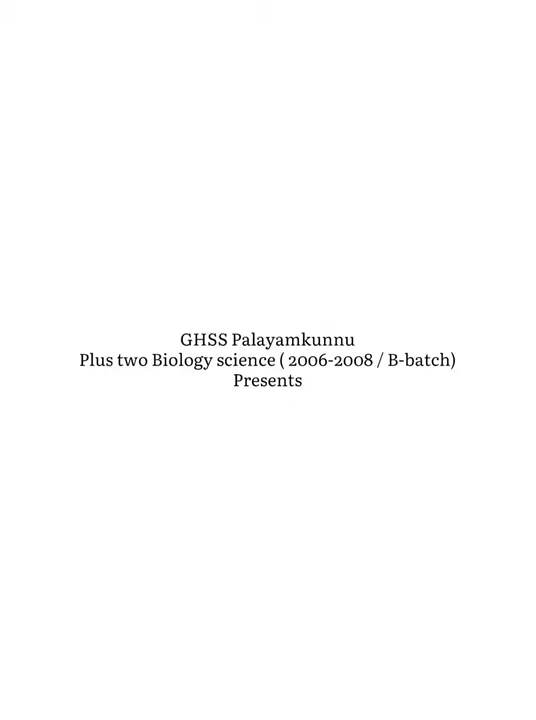 GHSS Palayamkunnu
Plus two Biology science ( 2006-2008 / B-batch)
Presents